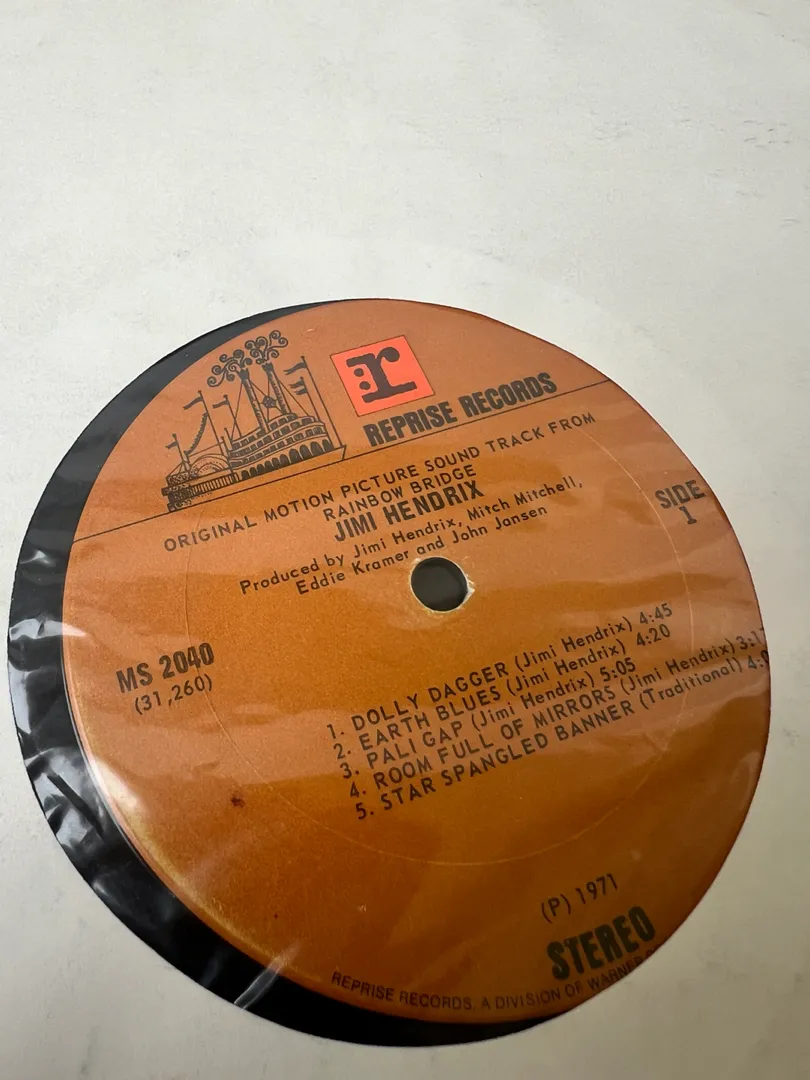 r
REPRISE RECORDS
ORIGINAL MOTION PICTURE SOUND TRACK FROM
RAINBOW BRIDGE
JIMI HENDRIX
Produced by Jimi Hendrix, Mitch Mitchell,
Eddie Kramer and John Jansen
SIDE
1
MS 2040
(31,260)
1. DOLLY DAGGER (Jimi Hendrix) 4:45
2. EARTH BLUES (Jimi Hendrix) 4:20
3. PALI GAP (Jimi Hendrix) 5:05
4. ROOM FULL OF MIRRORS (Jimi Hendrix)
5. STAR SPANGLED BANNER (Traditional)
(P) 1971
STEREO
REPRISE RECORDS, A DIVISION OF WARNER